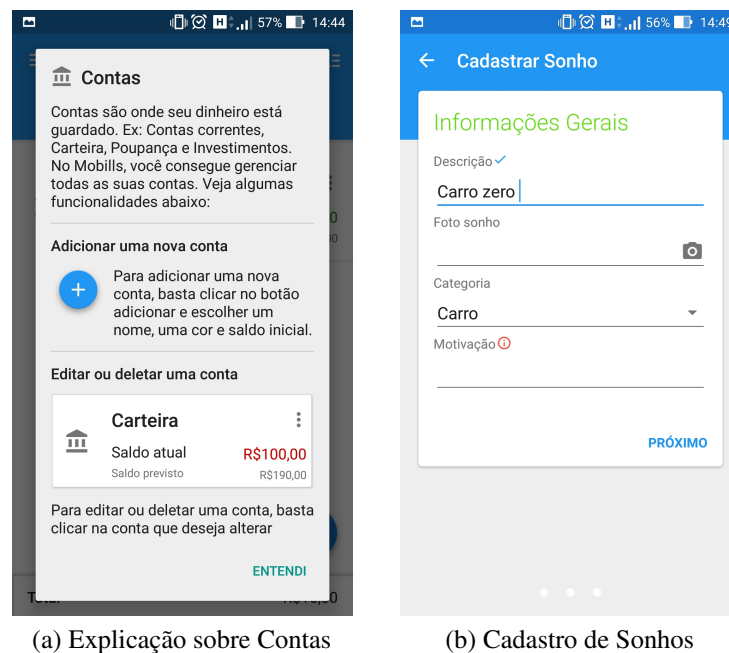 57% 14:44
Contas
Contas são onde seu dinheiro está
guardado. Ex: Contas correntes,
Carteira, Poupança e Investimentos.
No Mobills, você consegue gerenciar
todas as suas contas. Veja algumas
funcionalidades abaixo:
Adicionar uma nova conta
Para adicionar uma nova
conta, basta clicar no botão
adicionar e escolher um
nome, uma cor e saldo inicial.
Editar ou deletar uma conta
Carteira
Saldo atual R$100,00
Saldo previsto R$190,00
Para editar ou deletar uma conta, basta
clicar na conta que deseja alterar
ENTENDI
(a) Explicação sobre Contas
H 56% 14:49
Cadastrar Sonho
Informações Gerais
Descrição
Carro zero
Foto sonho
Categoria
Carro
Motivação
PRÓXIMO
(b) Cadastro de Sonhos